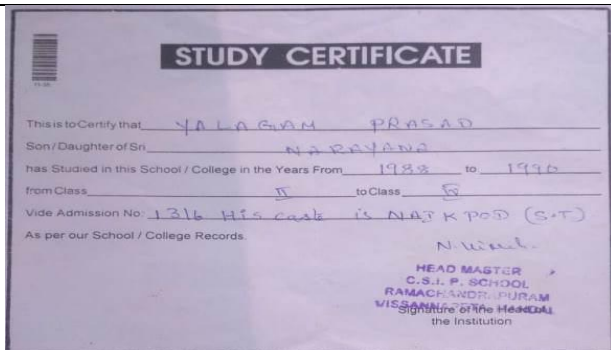 STUDY CERTIFICATE
This is to Certify that YALAGAM PRASAD
Son / Daughter of Sri. NARAYANA
has Studied in this School / College in the Years From 1988 to 1990
from Class II to Class
Vide Admission No: 1316 His caste is NAIKPOD (S.T)
As per our School / College Records.
HEAD MASTER
C.S.I. P. SCHOOL
RAMACHANDRAPURAM
MANDAL
Signature of the Head of
the Institution